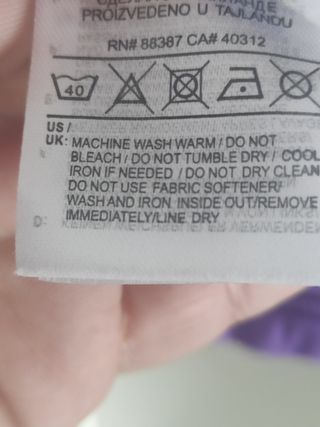 PROIZVEDENO U TAJLANDU
RN# 88387 CA# 40312
40
US /
UK: MACHINE WASH WARM / DO NOT
BLEACH / DO NOT TUMBLE DRY / COOL
IRON IF NEEDED / DO NOT DRY CLEAN
DO NOT USE FABRIC SOFTENER/
WASH AND IRON INSIDE OUT/REMOVE
IMMEDIATELY/LINE DRY
D: